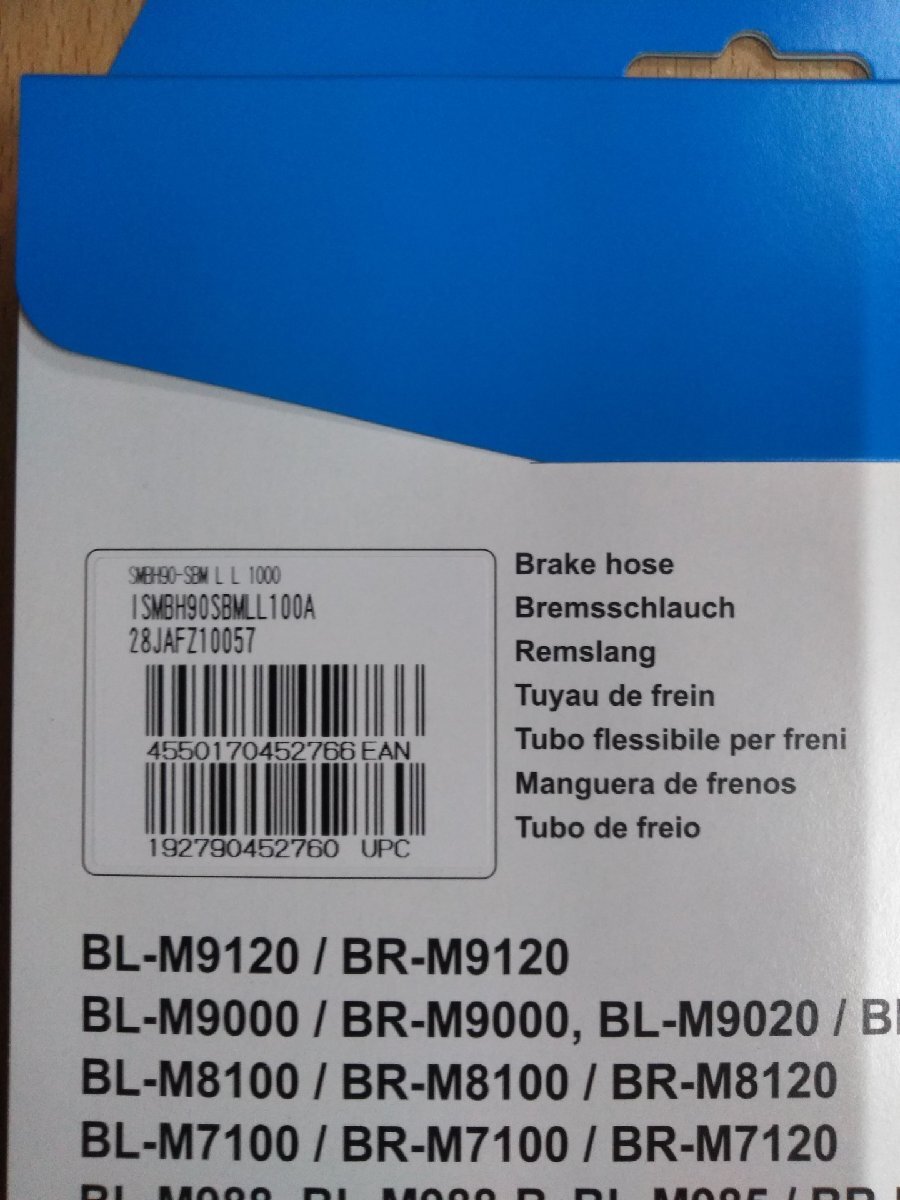 SMBH90-SBM L L 1000
ISMBH90SBMLL100A
28JAFZ10057
4550170452766 EAN
192790452760 UPC
Brake hose
Bremsschlauch
Remslang
Tuyau de frein
Tubo flessibile per freni
Manguera de frenos
Tubo de freio
BL-M9120 / BR-M9120
BL-M9000 / BR-M9000, BL-M9020 /
BL-M8100 / BR-M8100 / BR-M8120
BL-M7100 / BR-M7100 / BR-M7120